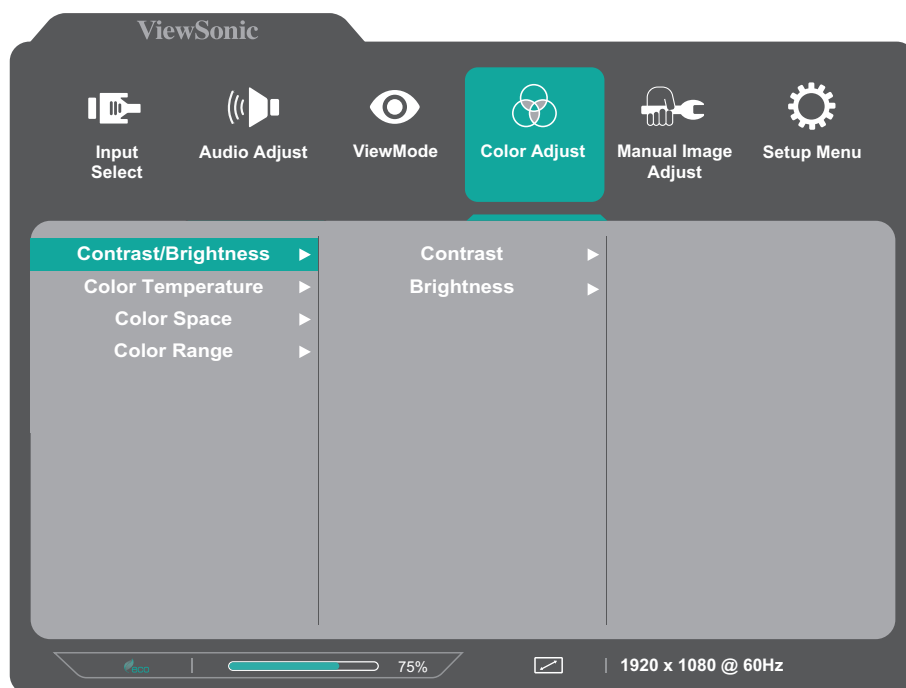 ViewSonic
Input
Select
Audio Adjust
ViewMode
Color Adjust
Manual Image
Adjust
Setup Menu
Contrast/Brightness
Color Temperature
Color Space
Color Range
Contrast
Brightness
ECO
75%
1920 x 1080 @ 60Hz